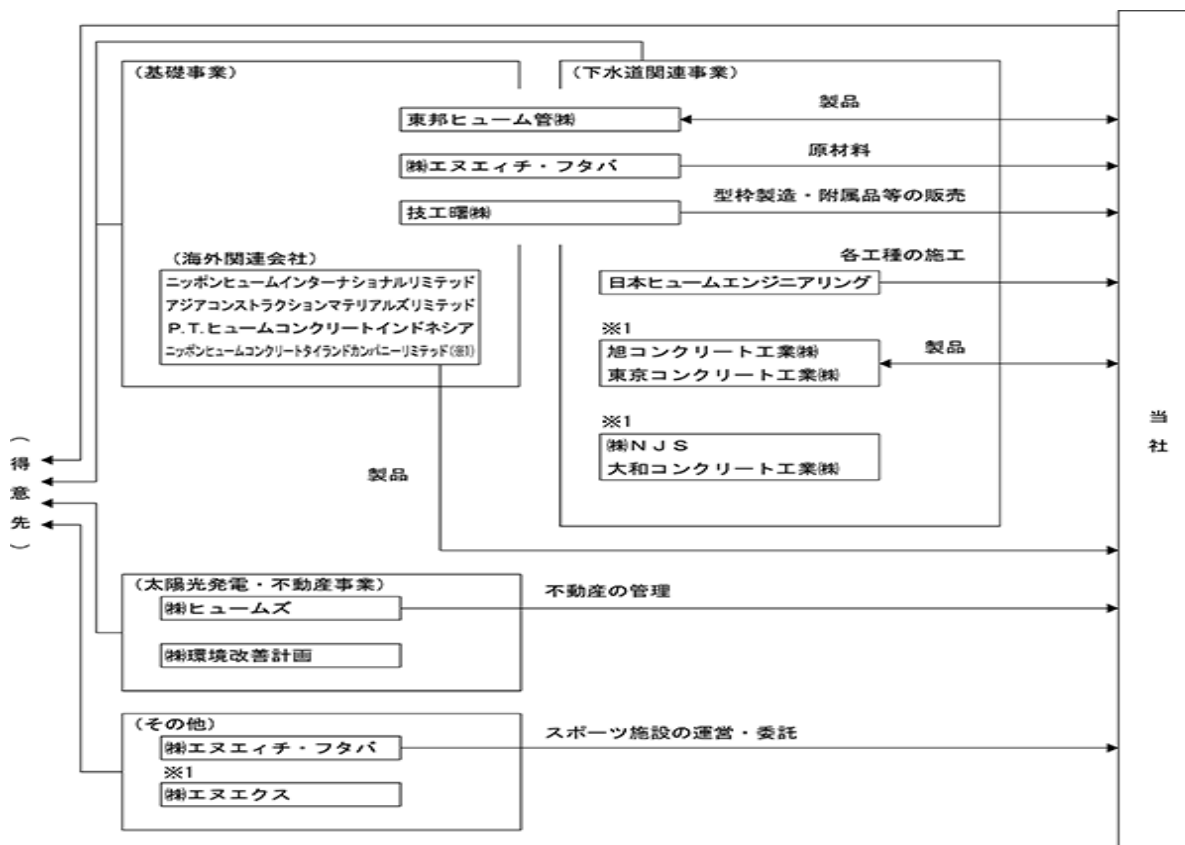 （基礎事業）
（下水道関連事業）
製品
東邦ヒューム管㈱
原材料
㈱エヌエィチ・フタバ
型枠製造・附属品等の販売
技工曙㈱
（海外関連会社）
ニッポンヒュームインターナショナルリミテッド
アジアコンストラクションマテリアルズリミテッド
P.T.ヒュームコンクリートインドネシア
ニッポンヒュームコンクリートタイランドカンパニーリミテッド(※1)
各工種の施工
日本ヒュームエンジニアリング
※1
旭コンクリート工業㈱
東京コンクリート工業㈱
製品
※1
㈱ＮＪＳ
大和コンクリート工業㈱
製品
当社
（得意先）
（太陽光発電・不動産事業）
㈱ヒュームズ
不動産の管理
㈱環境改善計画
（その他）
㈱エヌエィチ・フタバ
スポーツ施設の運営・委託
※1
㈱エヌエクス